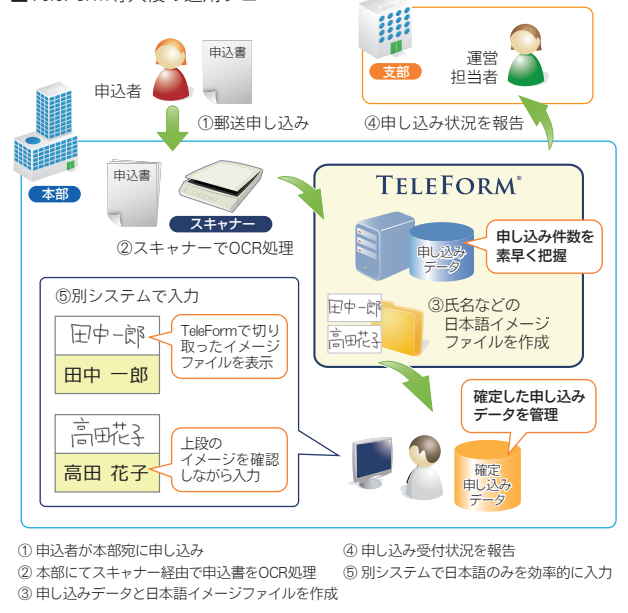 申込者
申込書
①郵送申し込み
支部
運営
担当者
④申し込み状況を報告
本部
申込書
スキャナー
②スキャナーでOCR処理
TELEFORM®
申し込み
データ
申し込み件数を
素早く把握
田中一郎
高田花子
③氏名などの
日本語イメージ
ファイルを作成
⑤別システムで入力
田中一郎
田中 一郎
TeleFormで切り
取ったイメージ
ファイルを表示
高田花子
高田 花子
上段の
イメージを確認
しながら入力
確定した申し込み
データを管理
確定
申し込み
データ
① 申込者が本部宛に申し込み
② 本部にてスキャナー経由で申込書をOCR処理
③ 申し込みデータと日本語イメージファイルを作成
④ 申し込み受付状況を報告
⑤ 別システムで日本語のみを効率的に入力